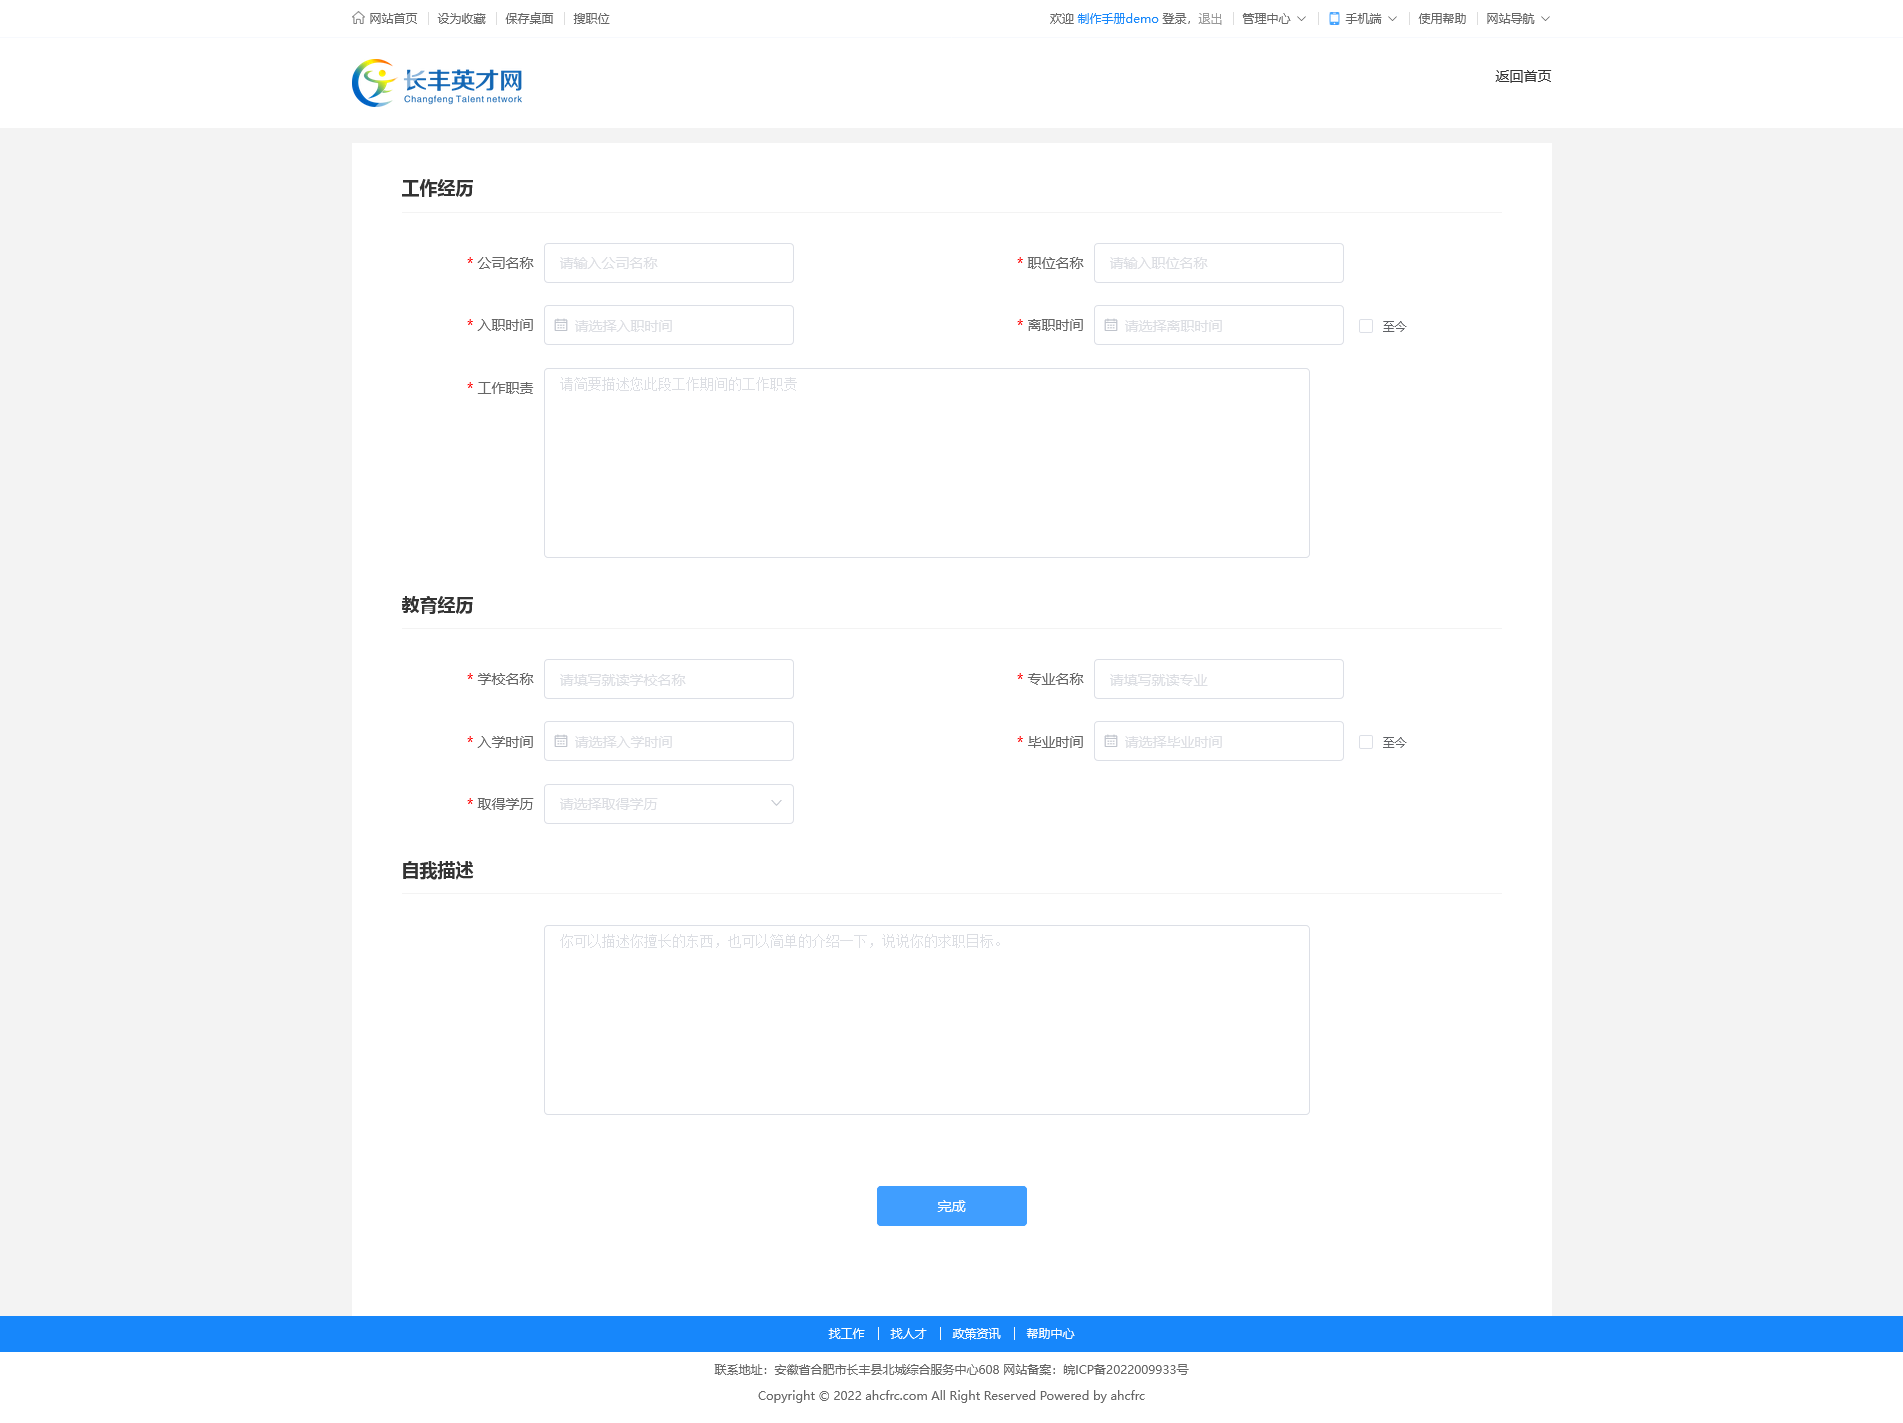 网站首页 设为收藏 保存桌面 搜职位 欢迎 制作手册demo 登录，退出 管理中心 手机端 使用帮助 网站导航
长丰英才网
Changfeng Talent network
返回首页
工作经历
* 公司名称 请输入公司名称 * 职位名称 请输入职位名称
* 入职时间 请选择入职时间 * 离职时间 请选择离职时间 至今
* 工作职责 请简要描述您此段工作期间的工作职责
教育经历
* 学校名称 请填写就读学校名称 * 专业名称 请填写就读专业
* 入学时间 请选择入学时间 * 毕业时间 请选择毕业时间 至今
* 取得学历 请选择取得学历
自我描述
你可以描述你擅长的东西，也可以简单的介绍一下，说说你的求职目标。
完成
找工作 找人才 政策资讯 帮助中心
联系地址：安徽省合肥市长丰县北城综合服务中心608 网站备案：皖ICP备2022009933号
Copyright © 2022 ahcfrc.com All Right Reserved Powered by ahcfrc